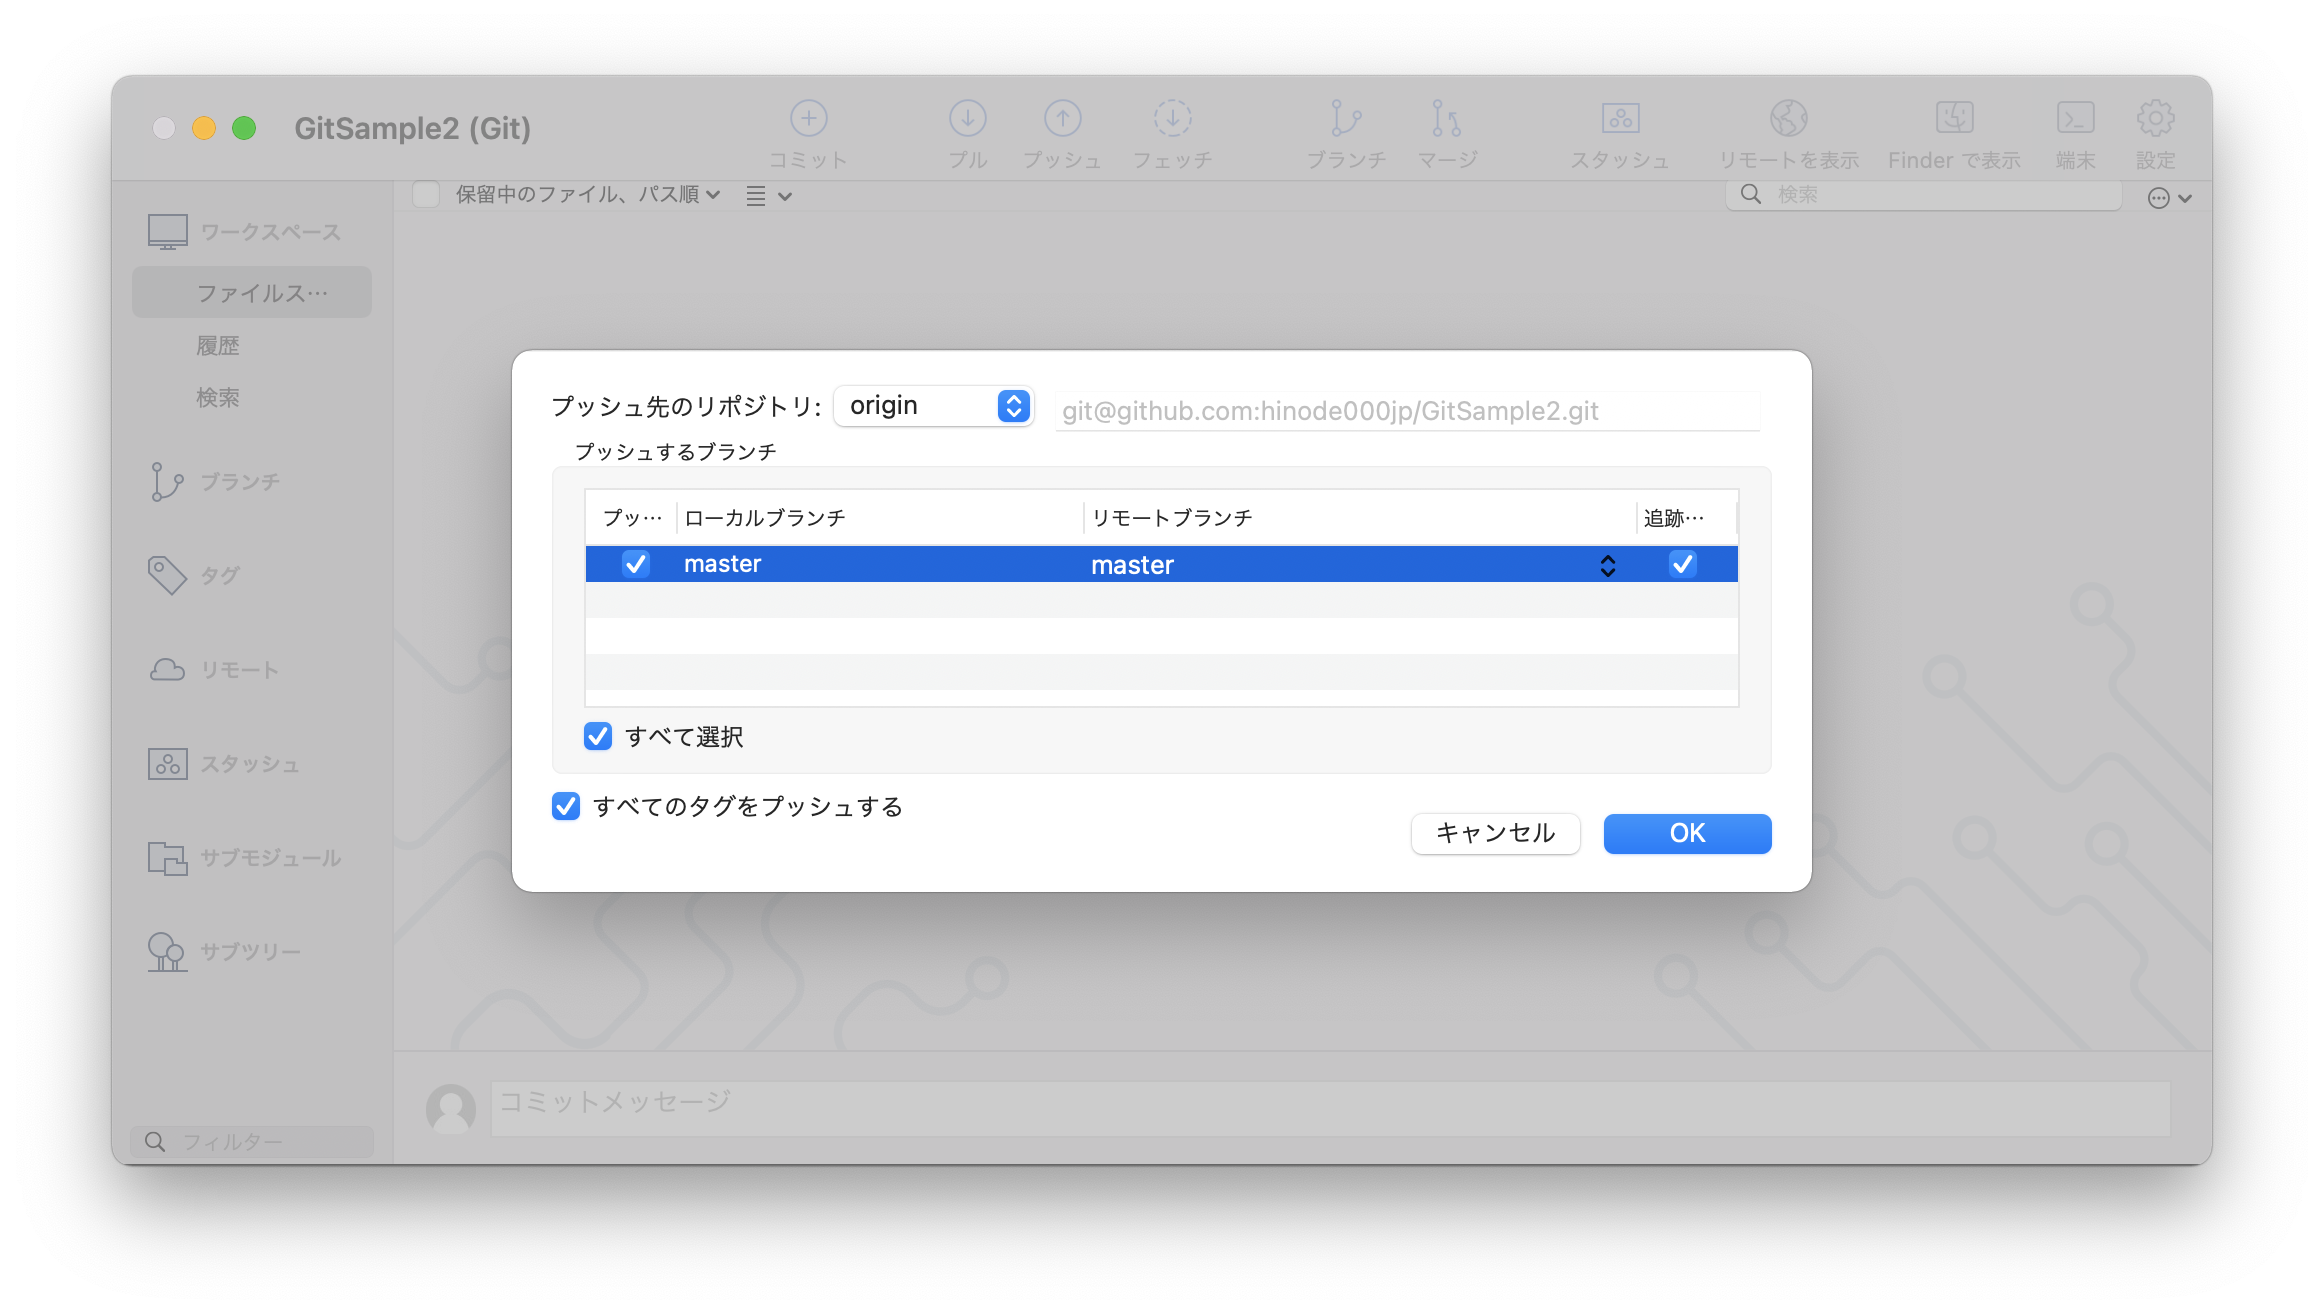 GitSample2 (Git)
コミット
プル
プッシュ
フェッチ
ブランチ
マージ
スタッシュ
リモートを表示
Finder で表示
端末
設定
ワークスペース
ファイルス…
履歴
検索
ブランチ
タグ
リモート
スタッシュ
サブモジュール
サブツリー
フィルター
保留中のファイル、パス順
検索
プッシュ先のリポジトリ: origin git@github.com:hinode000jp/GitSample2.git
プッシュするブランチ
プッ… ローカルブランチ リモートブランチ 追跡…
master master
すべて選択
すべてのタグをプッシュする
キャンセル OK
コミットメッセージ